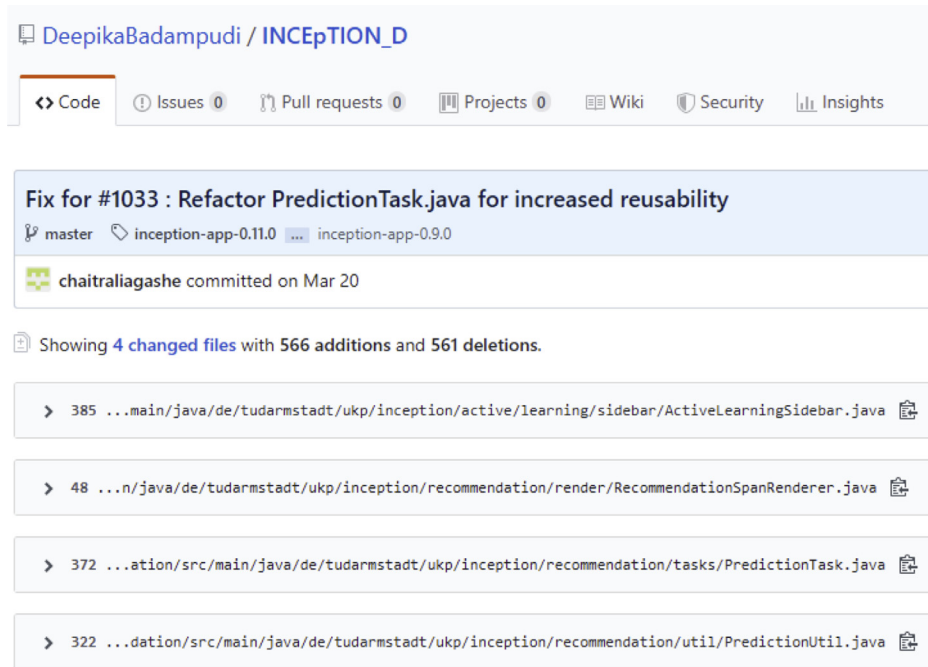 DeepikaBadampudi / INCEpTION_D
Code Issues 0 Pull requests 0 Projects 0 Wiki Security Insights
Fix for #1033 : Refactor PredictionTask.java for increased reusability
master inception-app-0.11.0 ... inception-app-0.9.0
chaitraliagashe committed on Mar 20
Showing 4 changed files with 566 additions and 561 deletions.
385 ...main/java/de/tudarmstadt/ukp/inception/active/learning/sidebar/ActiveLearningSidebar.java
48 ...n/java/de/tudarmstadt/ukp/inception/recommendation/render/RecommendationSpanRenderer.java
372 ...ation/src/main/java/de/tudarmstadt/ukp/inception/recommendation/tasks/PredictionTask.java
322 ...dation/src/main/java/de/tudarmstadt/ukp/inception/recommendation/util/PredictionUtil.java